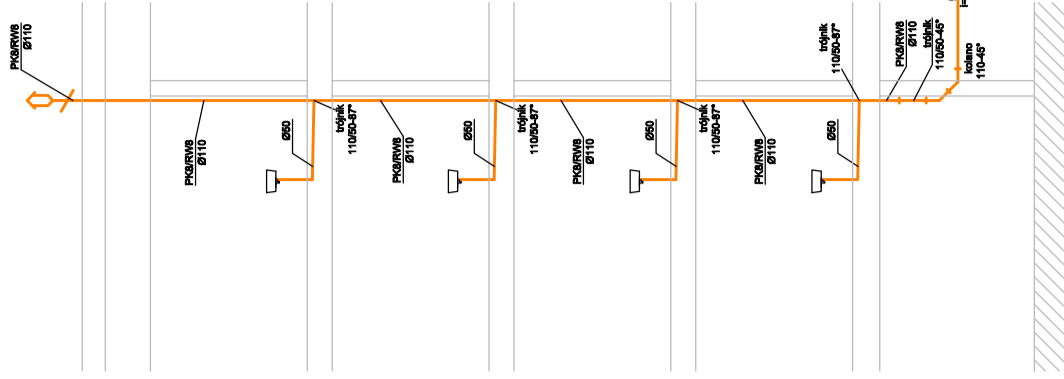 PK8/RW8
Ø110
PK8/RW8
Ø110
Ø50
trójnik
110/50-87°
PK8/RW8
Ø110
Ø50
trójnik
110/50-87°
PK8/RW8
Ø110
Ø50
trójnik
110/50-87°
PK8/RW8
Ø110
trójnik
110/50-87°
Ø50
PK8/RW8
Ø110
trójnik
110/50-45°
kolano
110-45°
i=